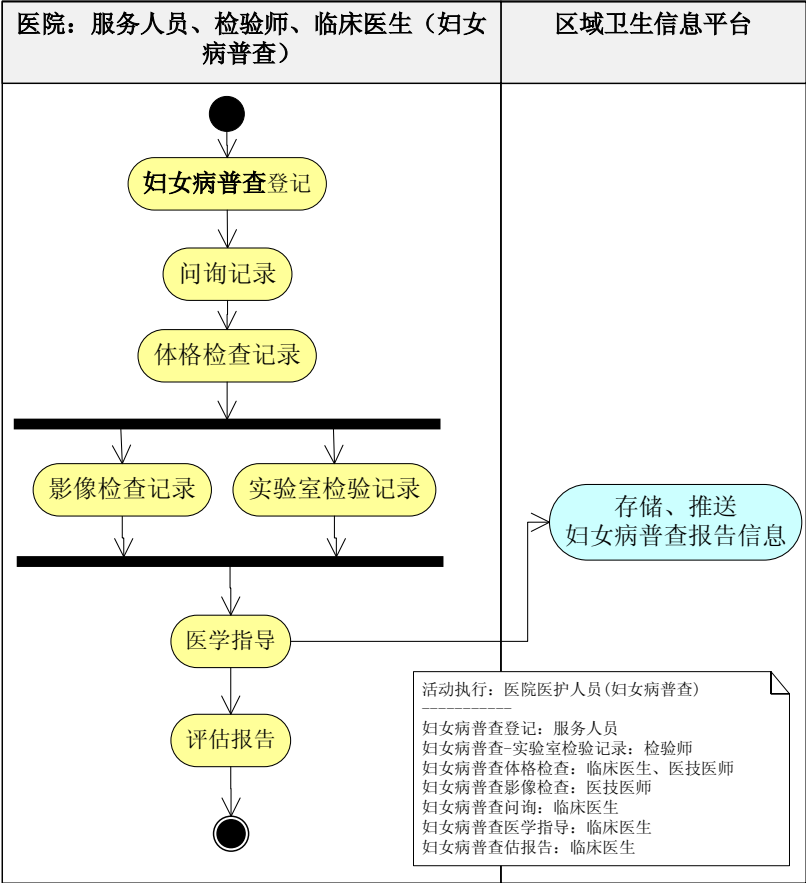 医院：服务人员、检验师、临床医生（妇女
病普查）
区域卫生信息平台
妇女病普查登记
问询记录
体格检查记录
影像检查记录
实验室检验记录
存储、推送
妇女病普查报告信息
医学指导
评估报告
活动执行：医院医护人员(妇女病普查)
-----------
妇女病普查登记：服务人员
妇女病普查-实验室检验记录：检验师
妇女病普查体格检查：临床医生、医技医师
妇女病普查影像检查：医技医师
妇女病普查问询：临床医生
妇女病普查医学指导：临床医生
妇女病普查估报告：临床医生